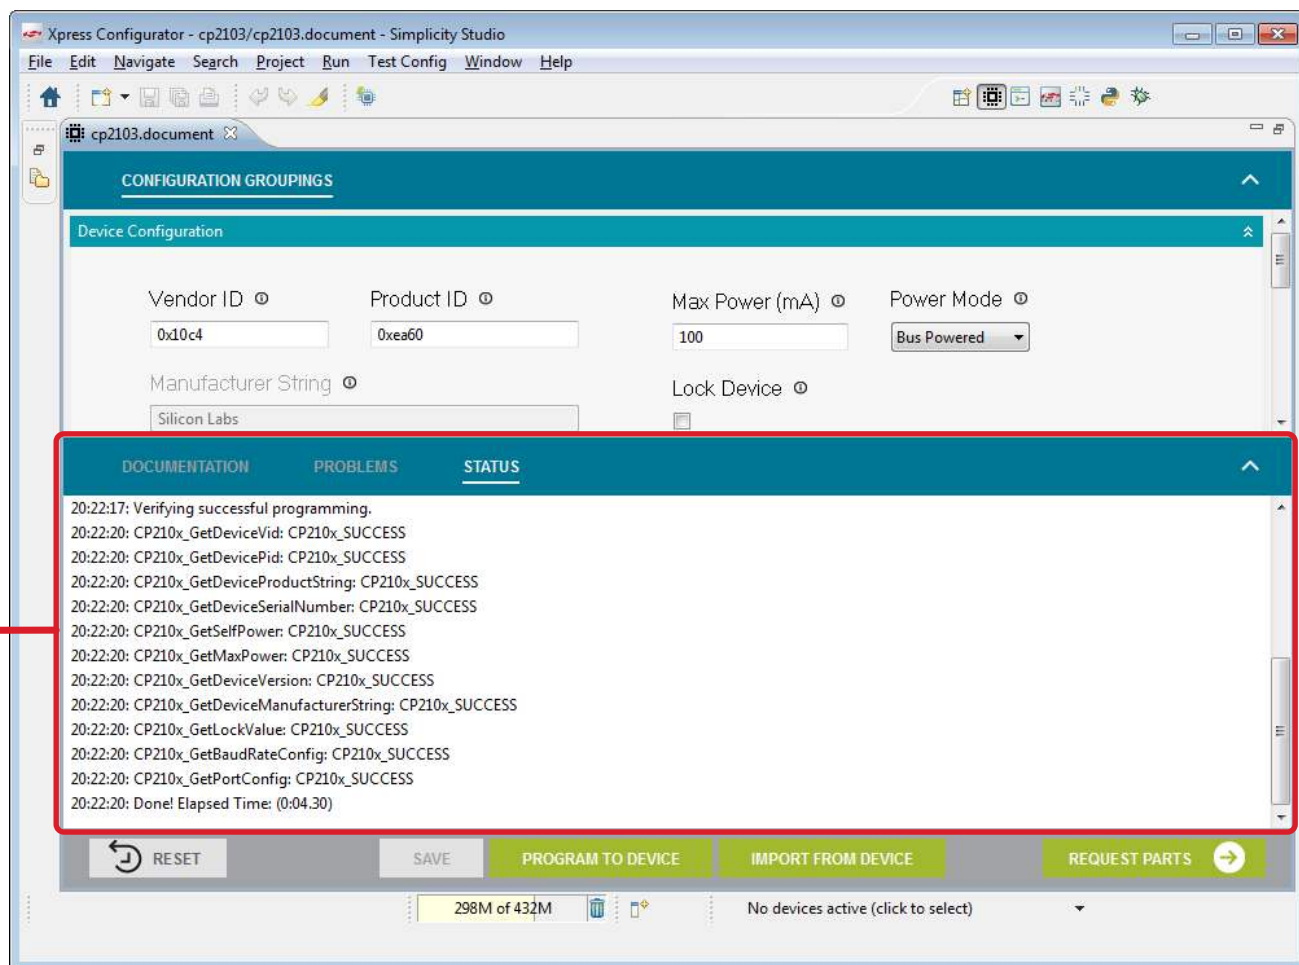 Xpress Configurator - cp2103/cp2103.document - Simplicity Studio
File Edit Navigate Search Project Run Test Config Window Help
cp2103.document
CONFIGURATION GROUPINGS
Device Configuration
Vendor ID Product ID Max Power (mA) Power Mode
0x10c4 0xea60 100 Bus Powered
Manufacturer String Lock Device
Silicon Labs
DOCUMENTATION PROBLEMS STATUS
20:22:17: Verifying successful programming.
20:22:20: CP210x_GetDeviceVid: CP210x_SUCCESS
20:22:20: CP210x_GetDevicePid: CP210x_SUCCESS
20:22:20: CP210x_GetDeviceProductString: CP210x_SUCCESS
20:22:20: CP210x_GetDeviceSerialNumber: CP210x_SUCCESS
20:22:20: CP210x_GetSelfPower: CP210x_SUCCESS
20:22:20: CP210x_GetMaxPower: CP210x_SUCCESS
20:22:20: CP210x_GetDeviceVersion: CP210x_SUCCESS
20:22:20: CP210x_GetDeviceManufacturerString: CP210x_SUCCESS
20:22:20: CP210x_GetLockValue: CP210x_SUCCESS
20:22:20: CP210x_GetBaudRateConfig: CP210x_SUCCESS
20:22:20: CP210x_GetPortConfig: CP210x_SUCCESS
20:22:20: Done! Elapsed Time: (0:04.30)
RESET SAVE PROGRAM TO DEVICE IMPORT FROM DEVICE REQUEST PARTS
298M of 432M No devices active (click to select)